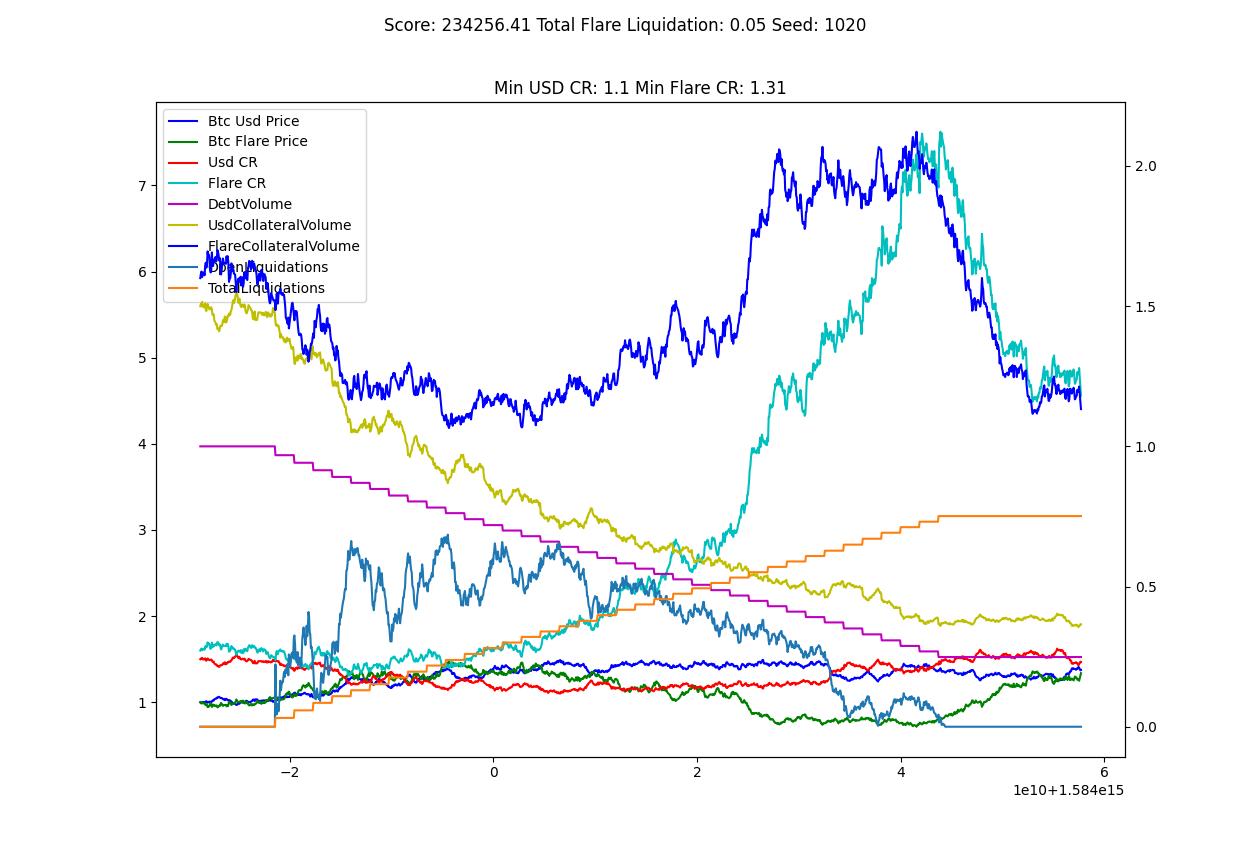 Score: 234256.41 Total Flare Liquidation: 0.05 Seed: 1020
Min USD CR: 1.1 Min Flare CR: 1.31
Btc Usd Price
Btc Flare Price
Usd CR
Flare CR
DebtVolume
UsdCollateralVolume
FlareCollateralVolume
OpenLiquidations
TotalLiquidations
7
6
5
4
3
2
1
2.0
1.5
1.0
0.5
0.0
−2
0
2
4
6
1e10+1.584e15